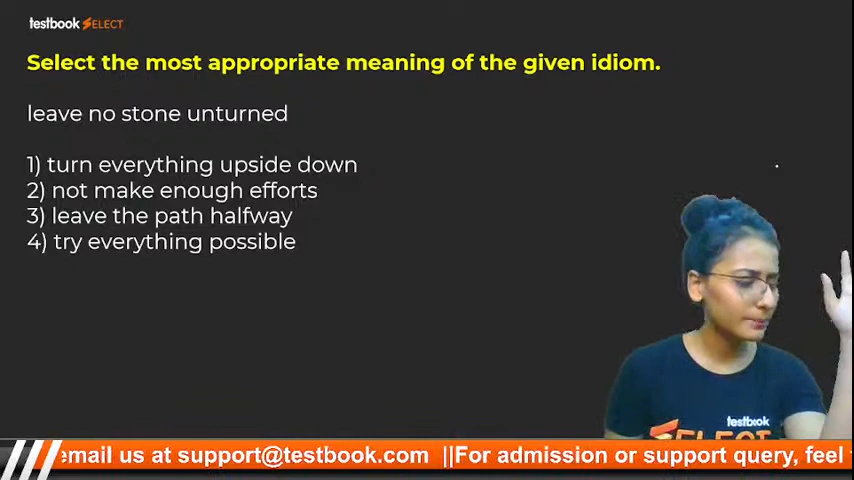 testbook SELECT
Select the most appropriate meaning of the given idiom.
leave no stone unturned
1) turn everything upside down
2) not make enough efforts
3) leave the path halfway
4) try everything possible
testbook
SELECT
email us at support@testbook.com ||For admission or support query, feel